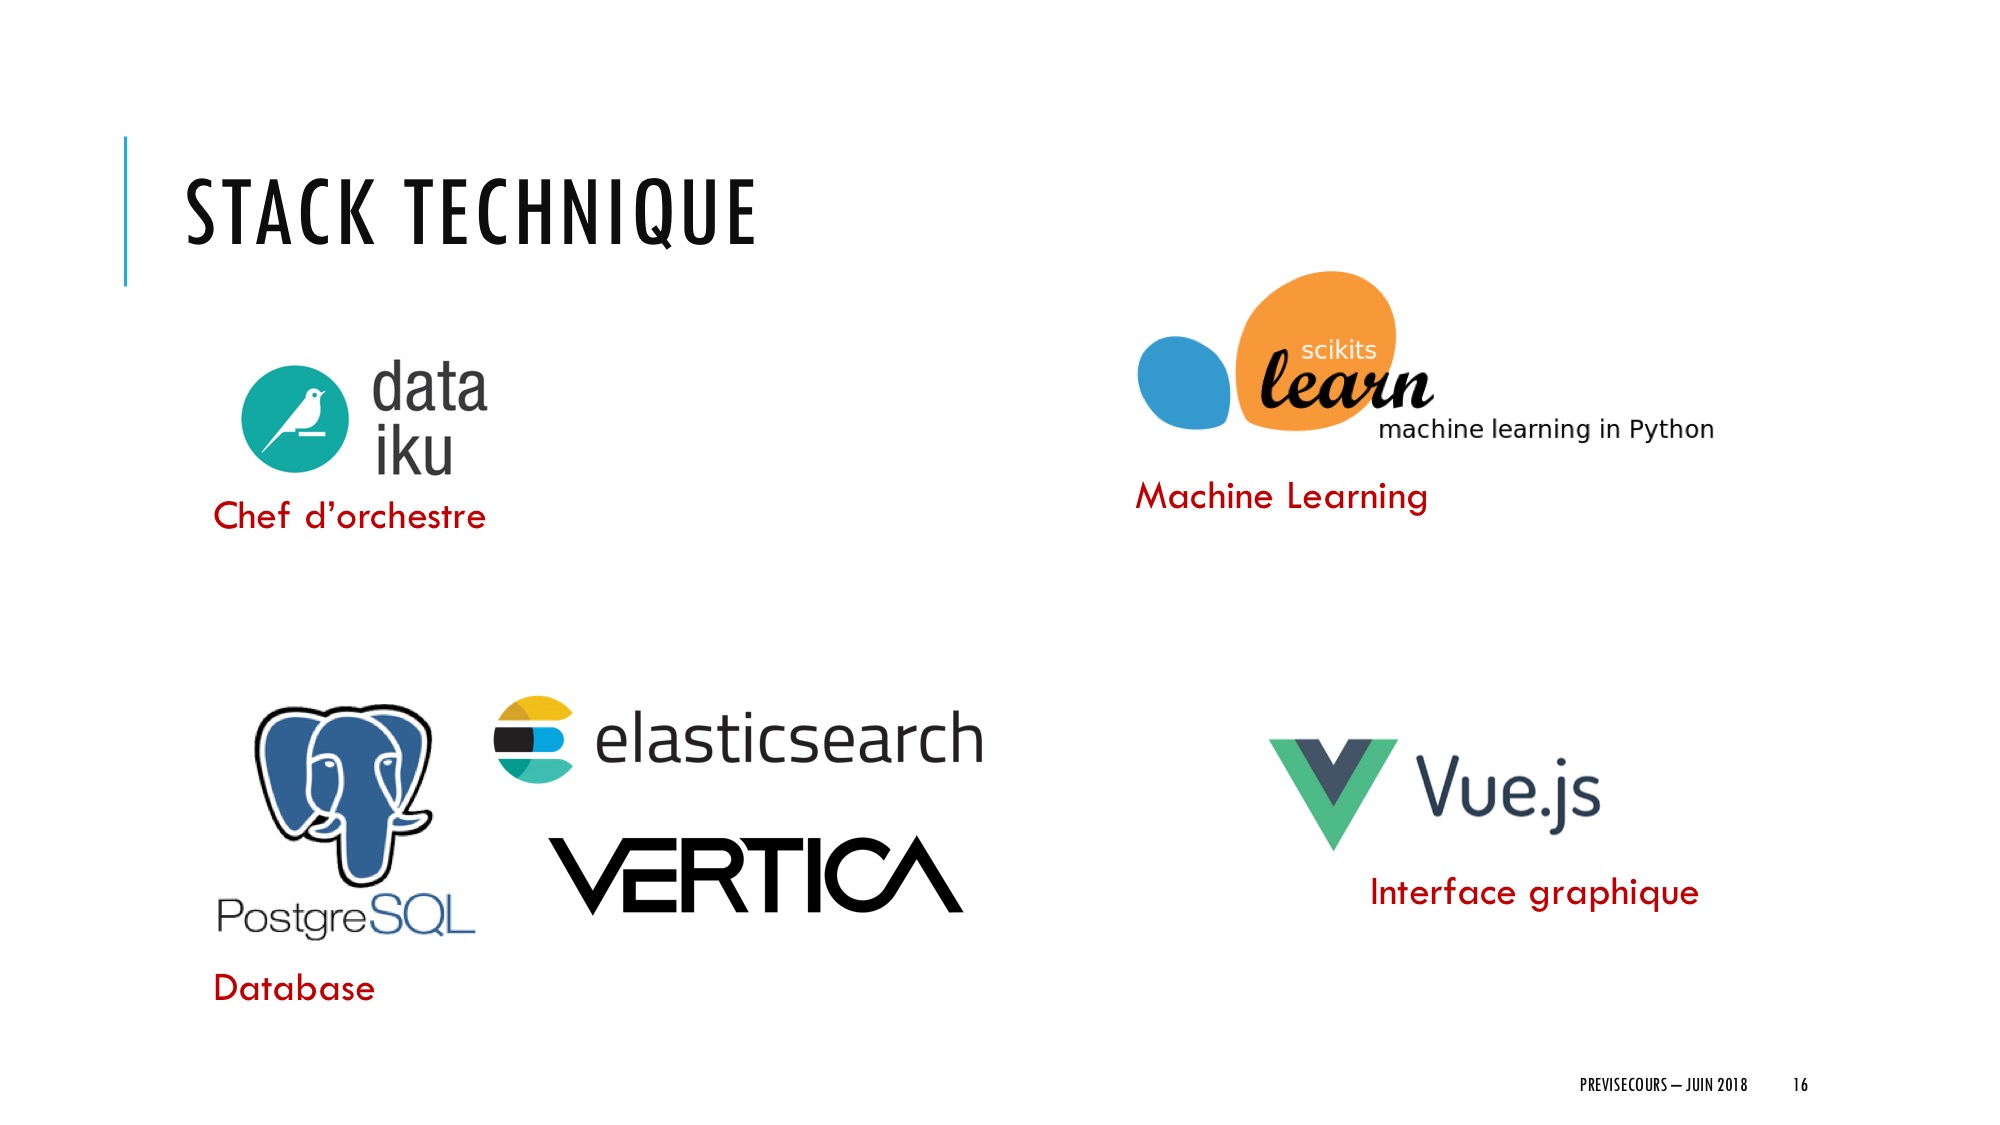 STACK TECHNIQUE
data
iku
Chef d’orchestre
scikits
learn
machine learning in Python
Machine Learning
elasticsearch
VERTICA
PostgreSQL
Database
Vue.js
Interface graphique
PREVISECOURS – JUIN 2018 16